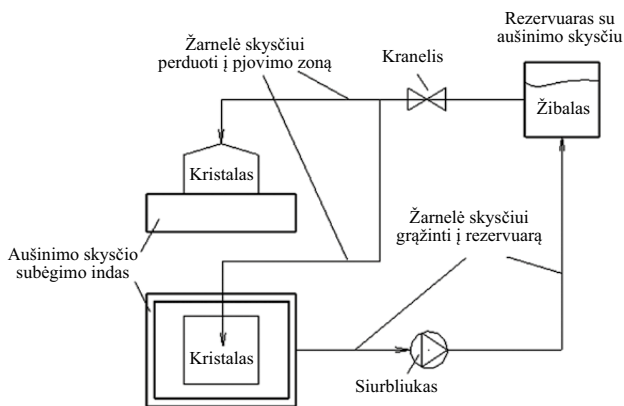 Rezervuaras su
aušinimo skysčiu
Žarnelė skysčiui
perduoti į pjovimo zoną
Kranelis
Žibalas
Kristalas
Žarnelė skysčiui
grąžinti į rezervuarą
Aušinimo skysčio
subėgimo indas
Kristalas
Siurbliukas